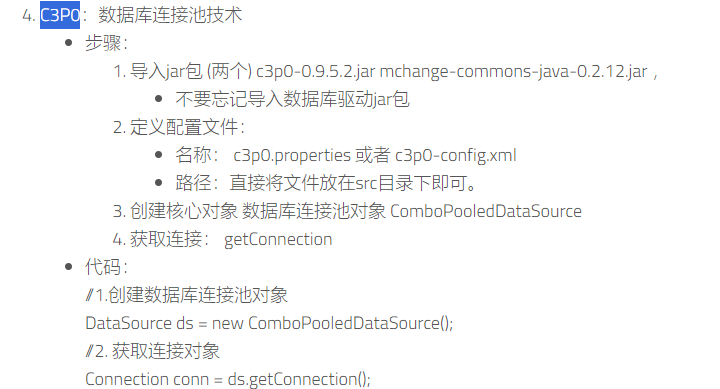 4. C3P0：数据库连接池技术
步骤：
1. 导入jar包 (两个) c3p0-0.9.5.2.jar mchange-commons-java-0.2.12.jar ，
不要忘记导入数据库驱动jar包
2. 定义配置文件：
名称： c3p0.properties 或者 c3p0-config.xml
路径：直接将文件放在src目录下即可。
3. 创建核心对象 数据库连接池对象 ComboPooledDataSource
4. 获取连接： getConnection
代码：
//1.创建数据库连接池对象
DataSource ds = new ComboPooledDataSource();
//2. 获取连接对象
Connection conn = ds.getConnection();